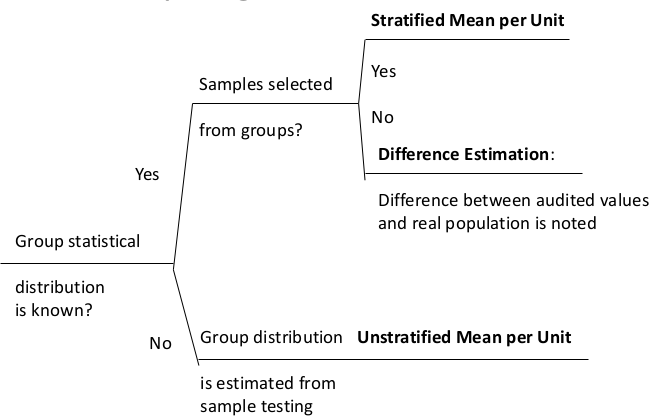 Stratified Mean per Unit
Samples selected
Yes
No
from groups?
Difference Estimation:
Yes
Difference between audited values
and real population is noted
Group statistical
distribution
is known?
No
Group distribution
Unstratified Mean per Unit
is estimated from
sample testing